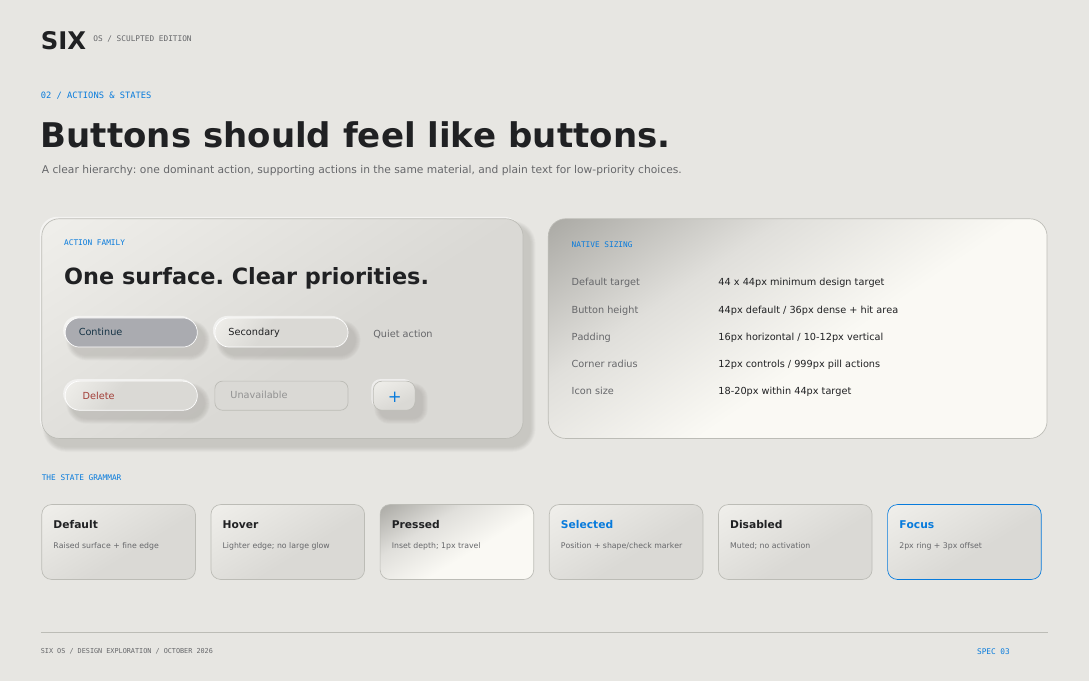 SIX OS / SCULPTED EDITION
02 / ACTIONS & STATES
Buttons should feel like buttons.
A clear hierarchy: one dominant action, supporting actions in the same material, and plain text for low-priority choices.
ACTION FAMILY
One surface. Clear priorities.
Continue
Secondary
Quiet action
Delete
Unavailable
+
NATIVE SIZING
Default target 44 x 44px minimum design target
Button height 44px default / 36px dense + hit area
Padding 16px horizontal / 10-12px vertical
Corner radius 12px controls / 999px pill actions
Icon size 18-20px within 44px target
THE STATE GRAMMAR
Default
Raised surface + fine edge
Hover
Lighter edge; no large glow
Pressed
Inset depth; 1px travel
Selected
Position + shape/check marker
Disabled
Muted; no activation
Focus
2px ring + 3px offset
SIX OS / DESIGN EXPLORATION / OCTOBER 2026
SPEC 03